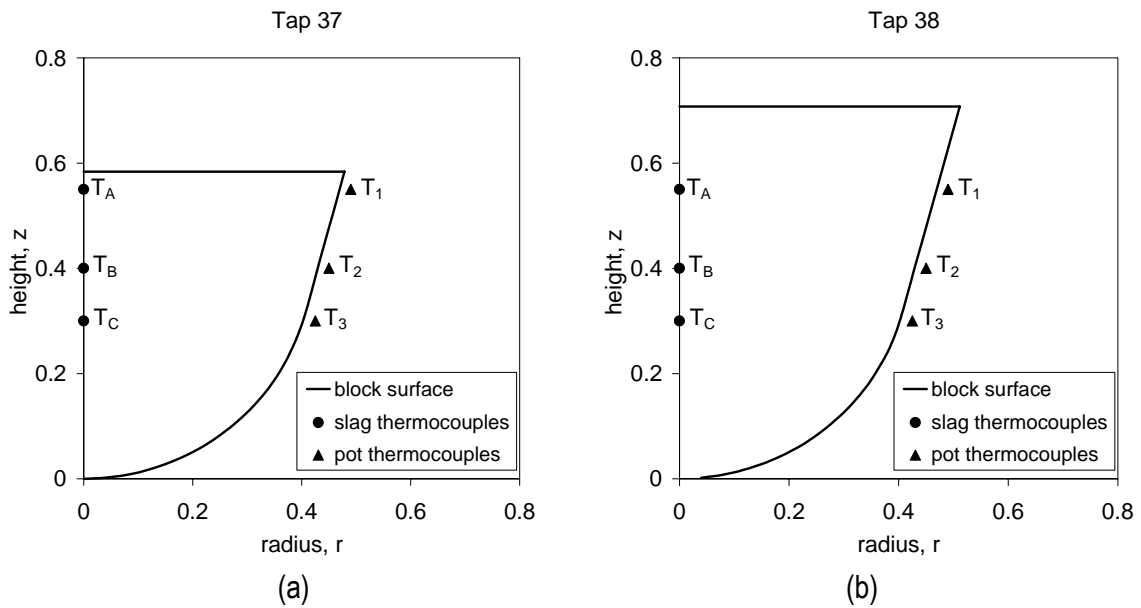 Tap 37
0.8
0.6
0.4
0.2
0
height, z
T_A
T_B
T_C
T_1
T_2
T_3
block surface
slag thermocouples
pot thermocouples
0 0.2 0.4 0.6 0.8
radius, r
(a)
Tap 38
0.8
0.6
0.4
0.2
0
height, z
T_A
T_B
T_C
T_1
T_2
T_3
block surface
slag thermocouples
pot thermocouples
0 0.2 0.4 0.6 0.8
radius, r
(b)